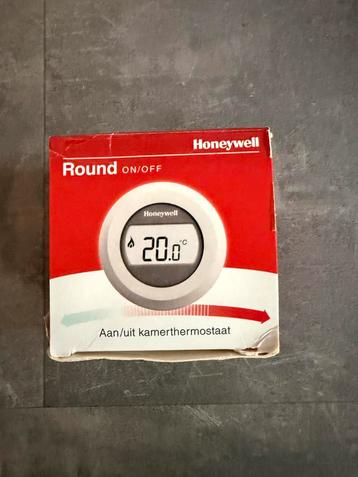 Honeywell
Round ON/OFF
Honeywell
20.0 °C
Aan/uit kamerthermostaat